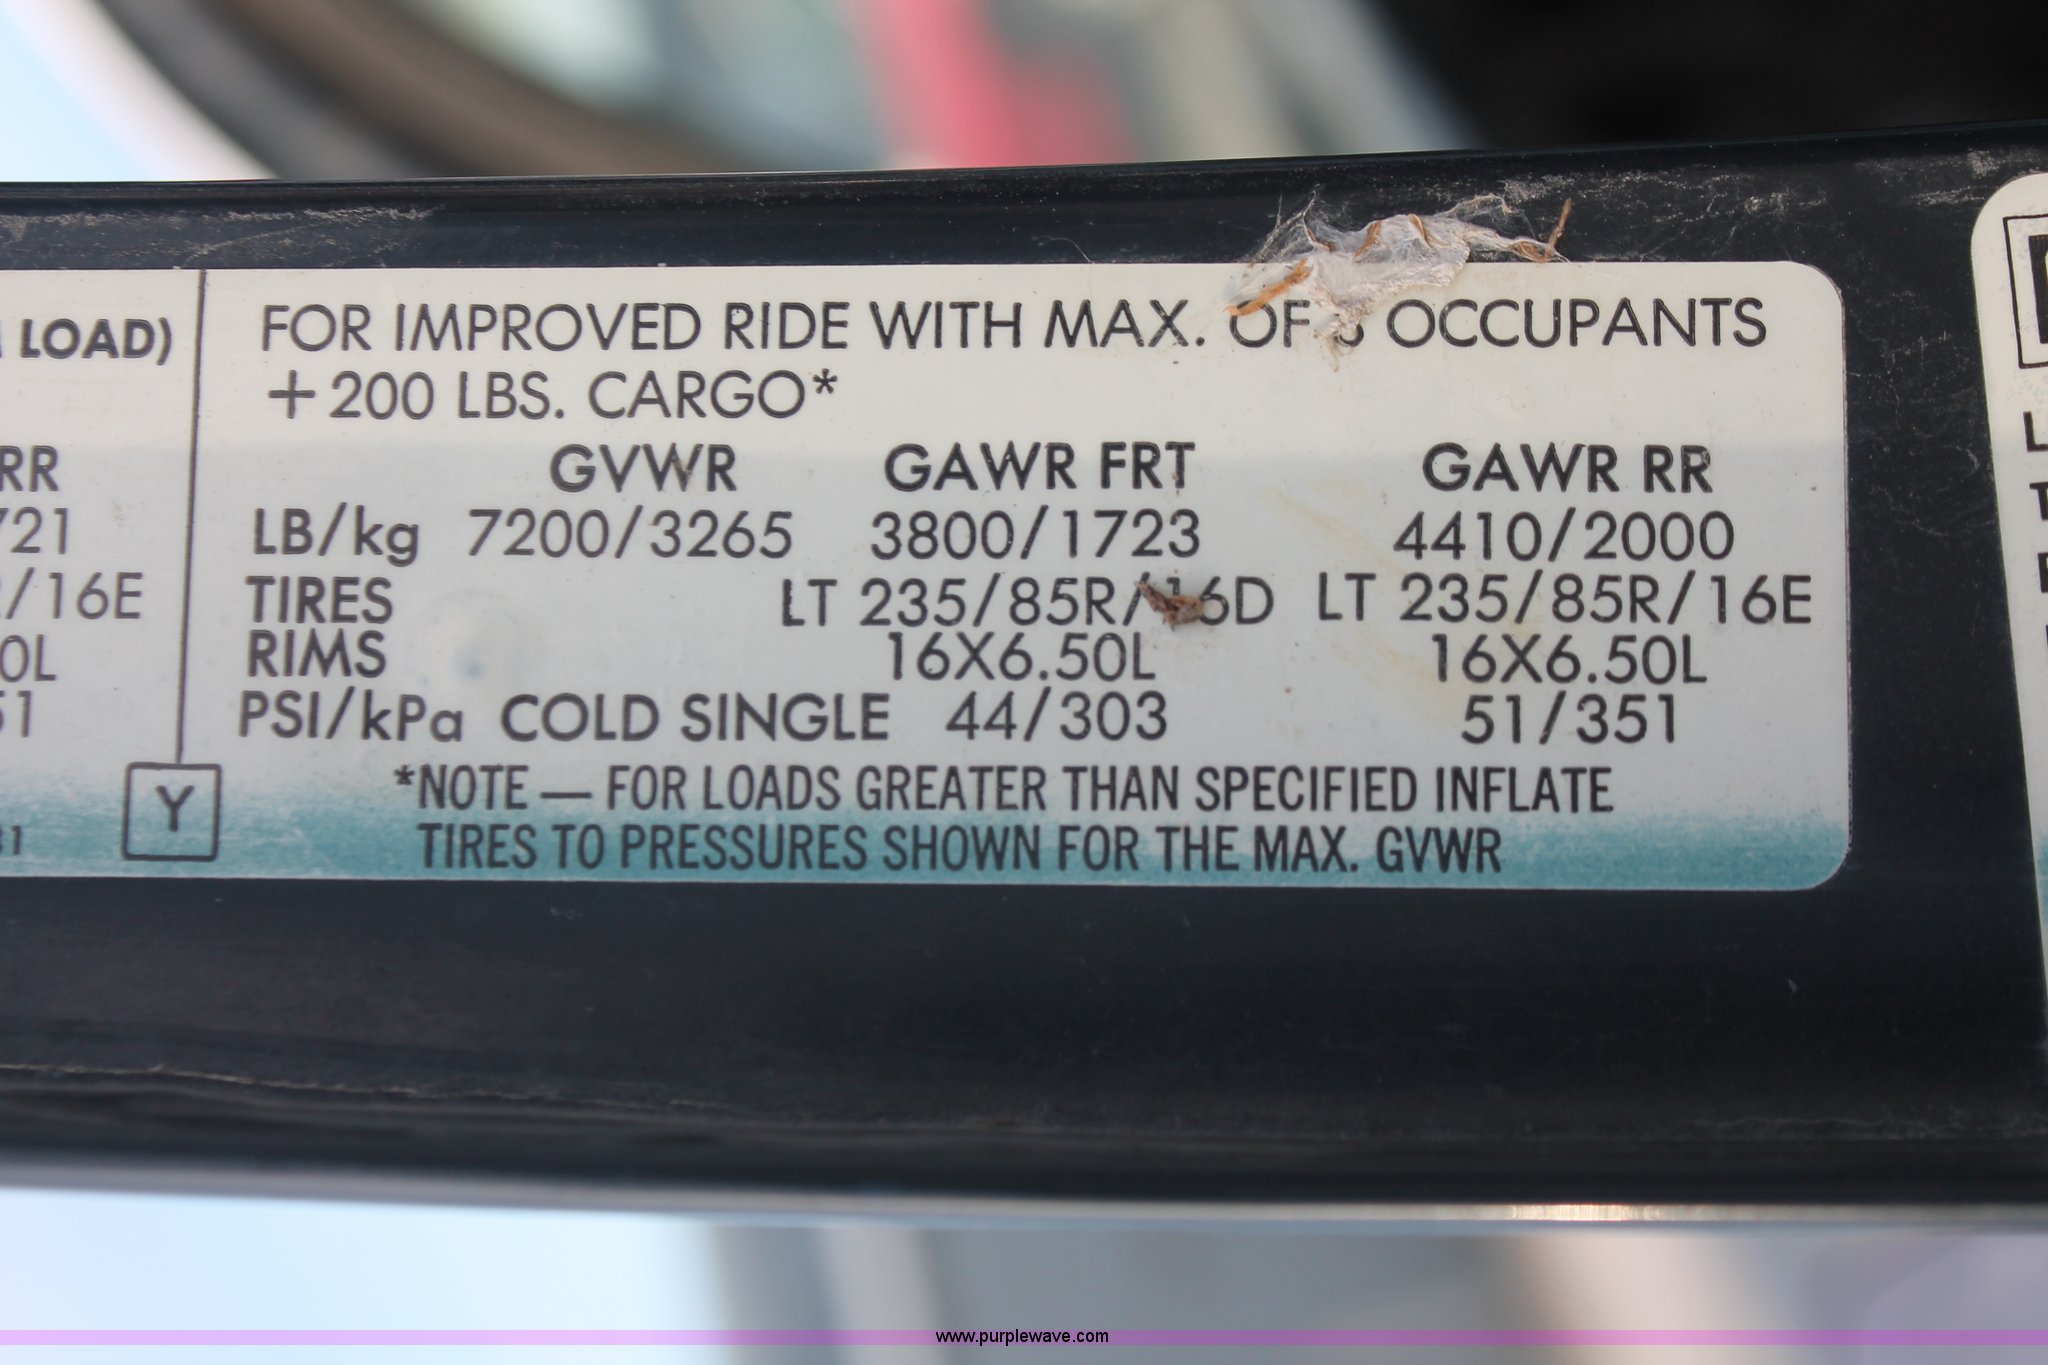 LOAD)
RR
721
/16E
0L
51
31
Y
FOR IMPROVED RIDE WITH MAX. OF OCCUPANTS
+200 LBS. CARGO*
GVWR GAWR FRT GAWR RR
LB/kg 7200/3265 3800/1723 4410/2000
TIRES LT 235/85R/16D LT 235/85R/16E
RIMS 16X6.50L 16X6.50L
PSI/kPa COLD SINGLE 44/303 51/351
*NOTE — FOR LOADS GREATER THAN SPECIFIED INFLATE
TIRES TO PRESSURES SHOWN FOR THE MAX. GVWR
www.purplewave.com